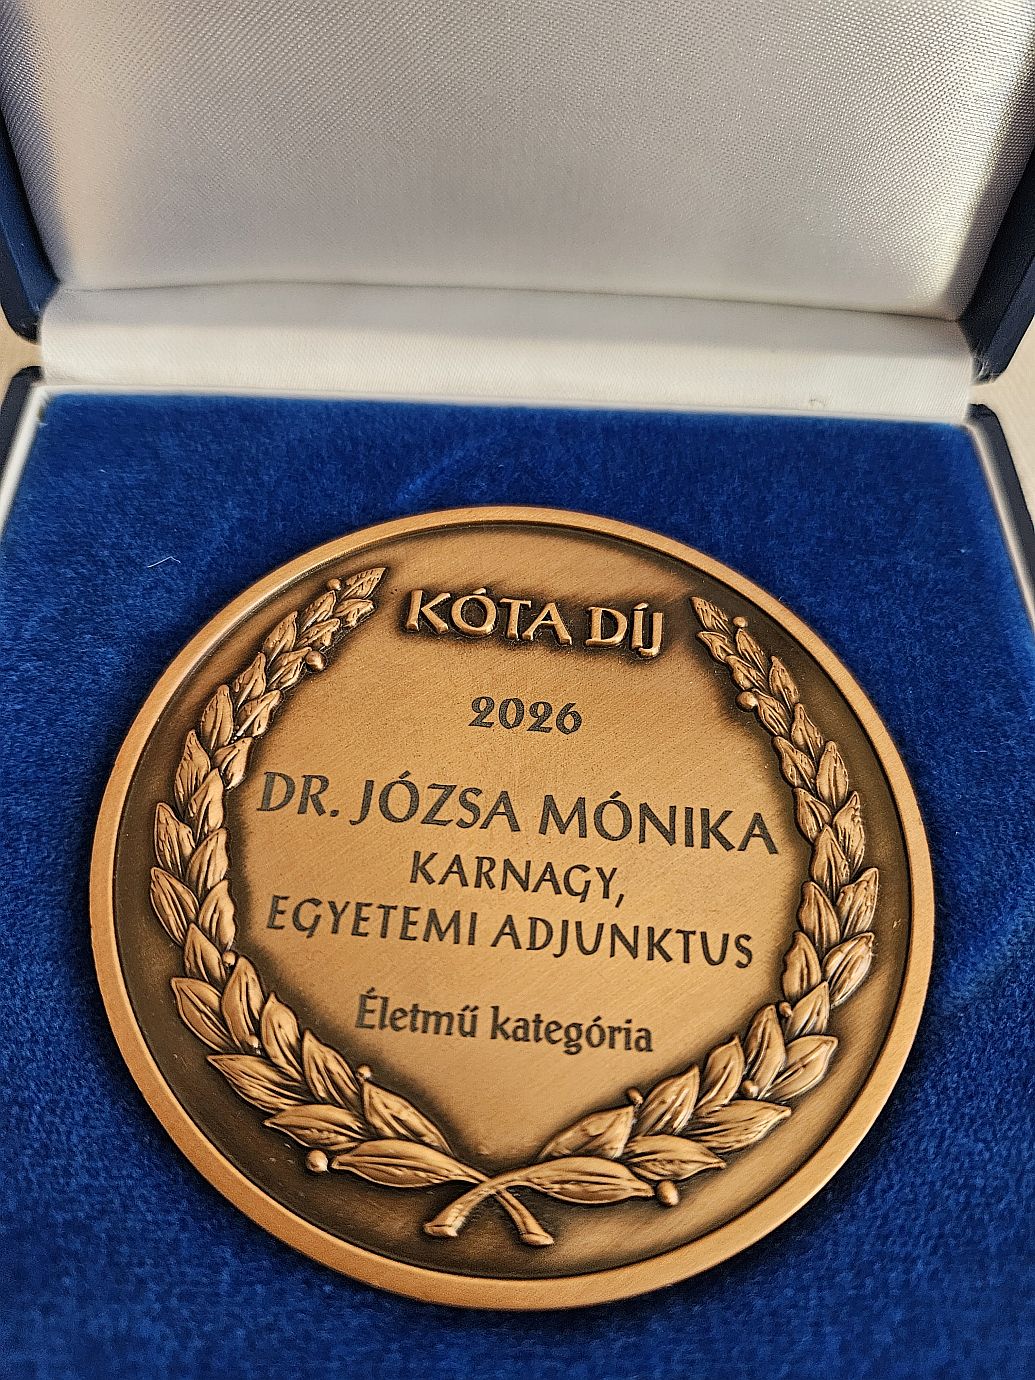 KÓTA DÍJ
2026
DR. JÓZSA MÓNIKA
KARNAGY,
EGYETEMI ADJUNKTUS
Életmű kategória